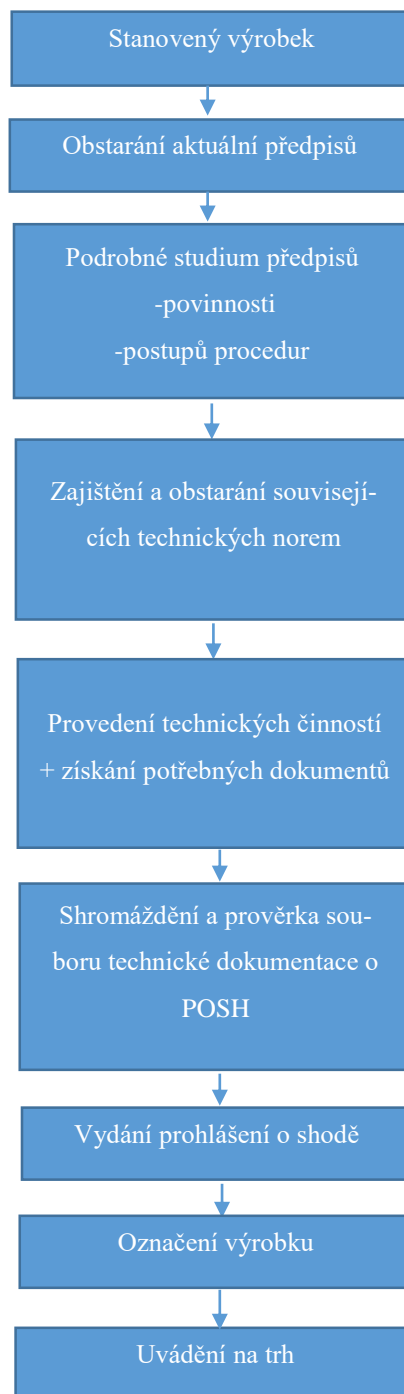 Stanovený výrobek
Obstarání aktuální předpisů
Podrobné studium předpisů
-povinnosti
-postupů procedur
Zajištění a obstarání souvisejí-
cích technických norem
Provedení technických činností
+ získání potřebných dokumentů
Shromáždění a prověrka sou-
boru technické dokumentace o
POSH
Vydání prohlášení o shodě
Označení výrobku
Uvádění na trh